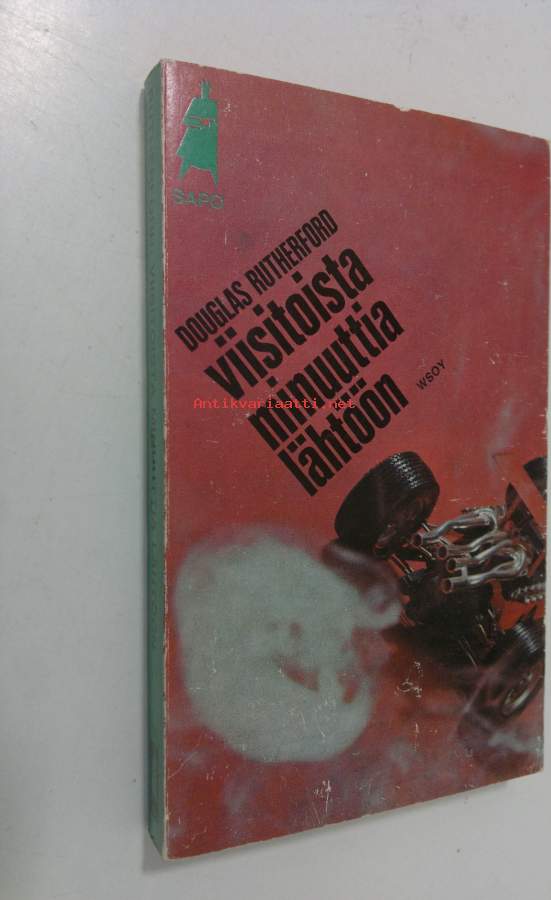 SAPO
DOUGLAS RUTHERFORD
viisitoista
minuuttia
lähtöön
WSOY
Antikvariaatti.net